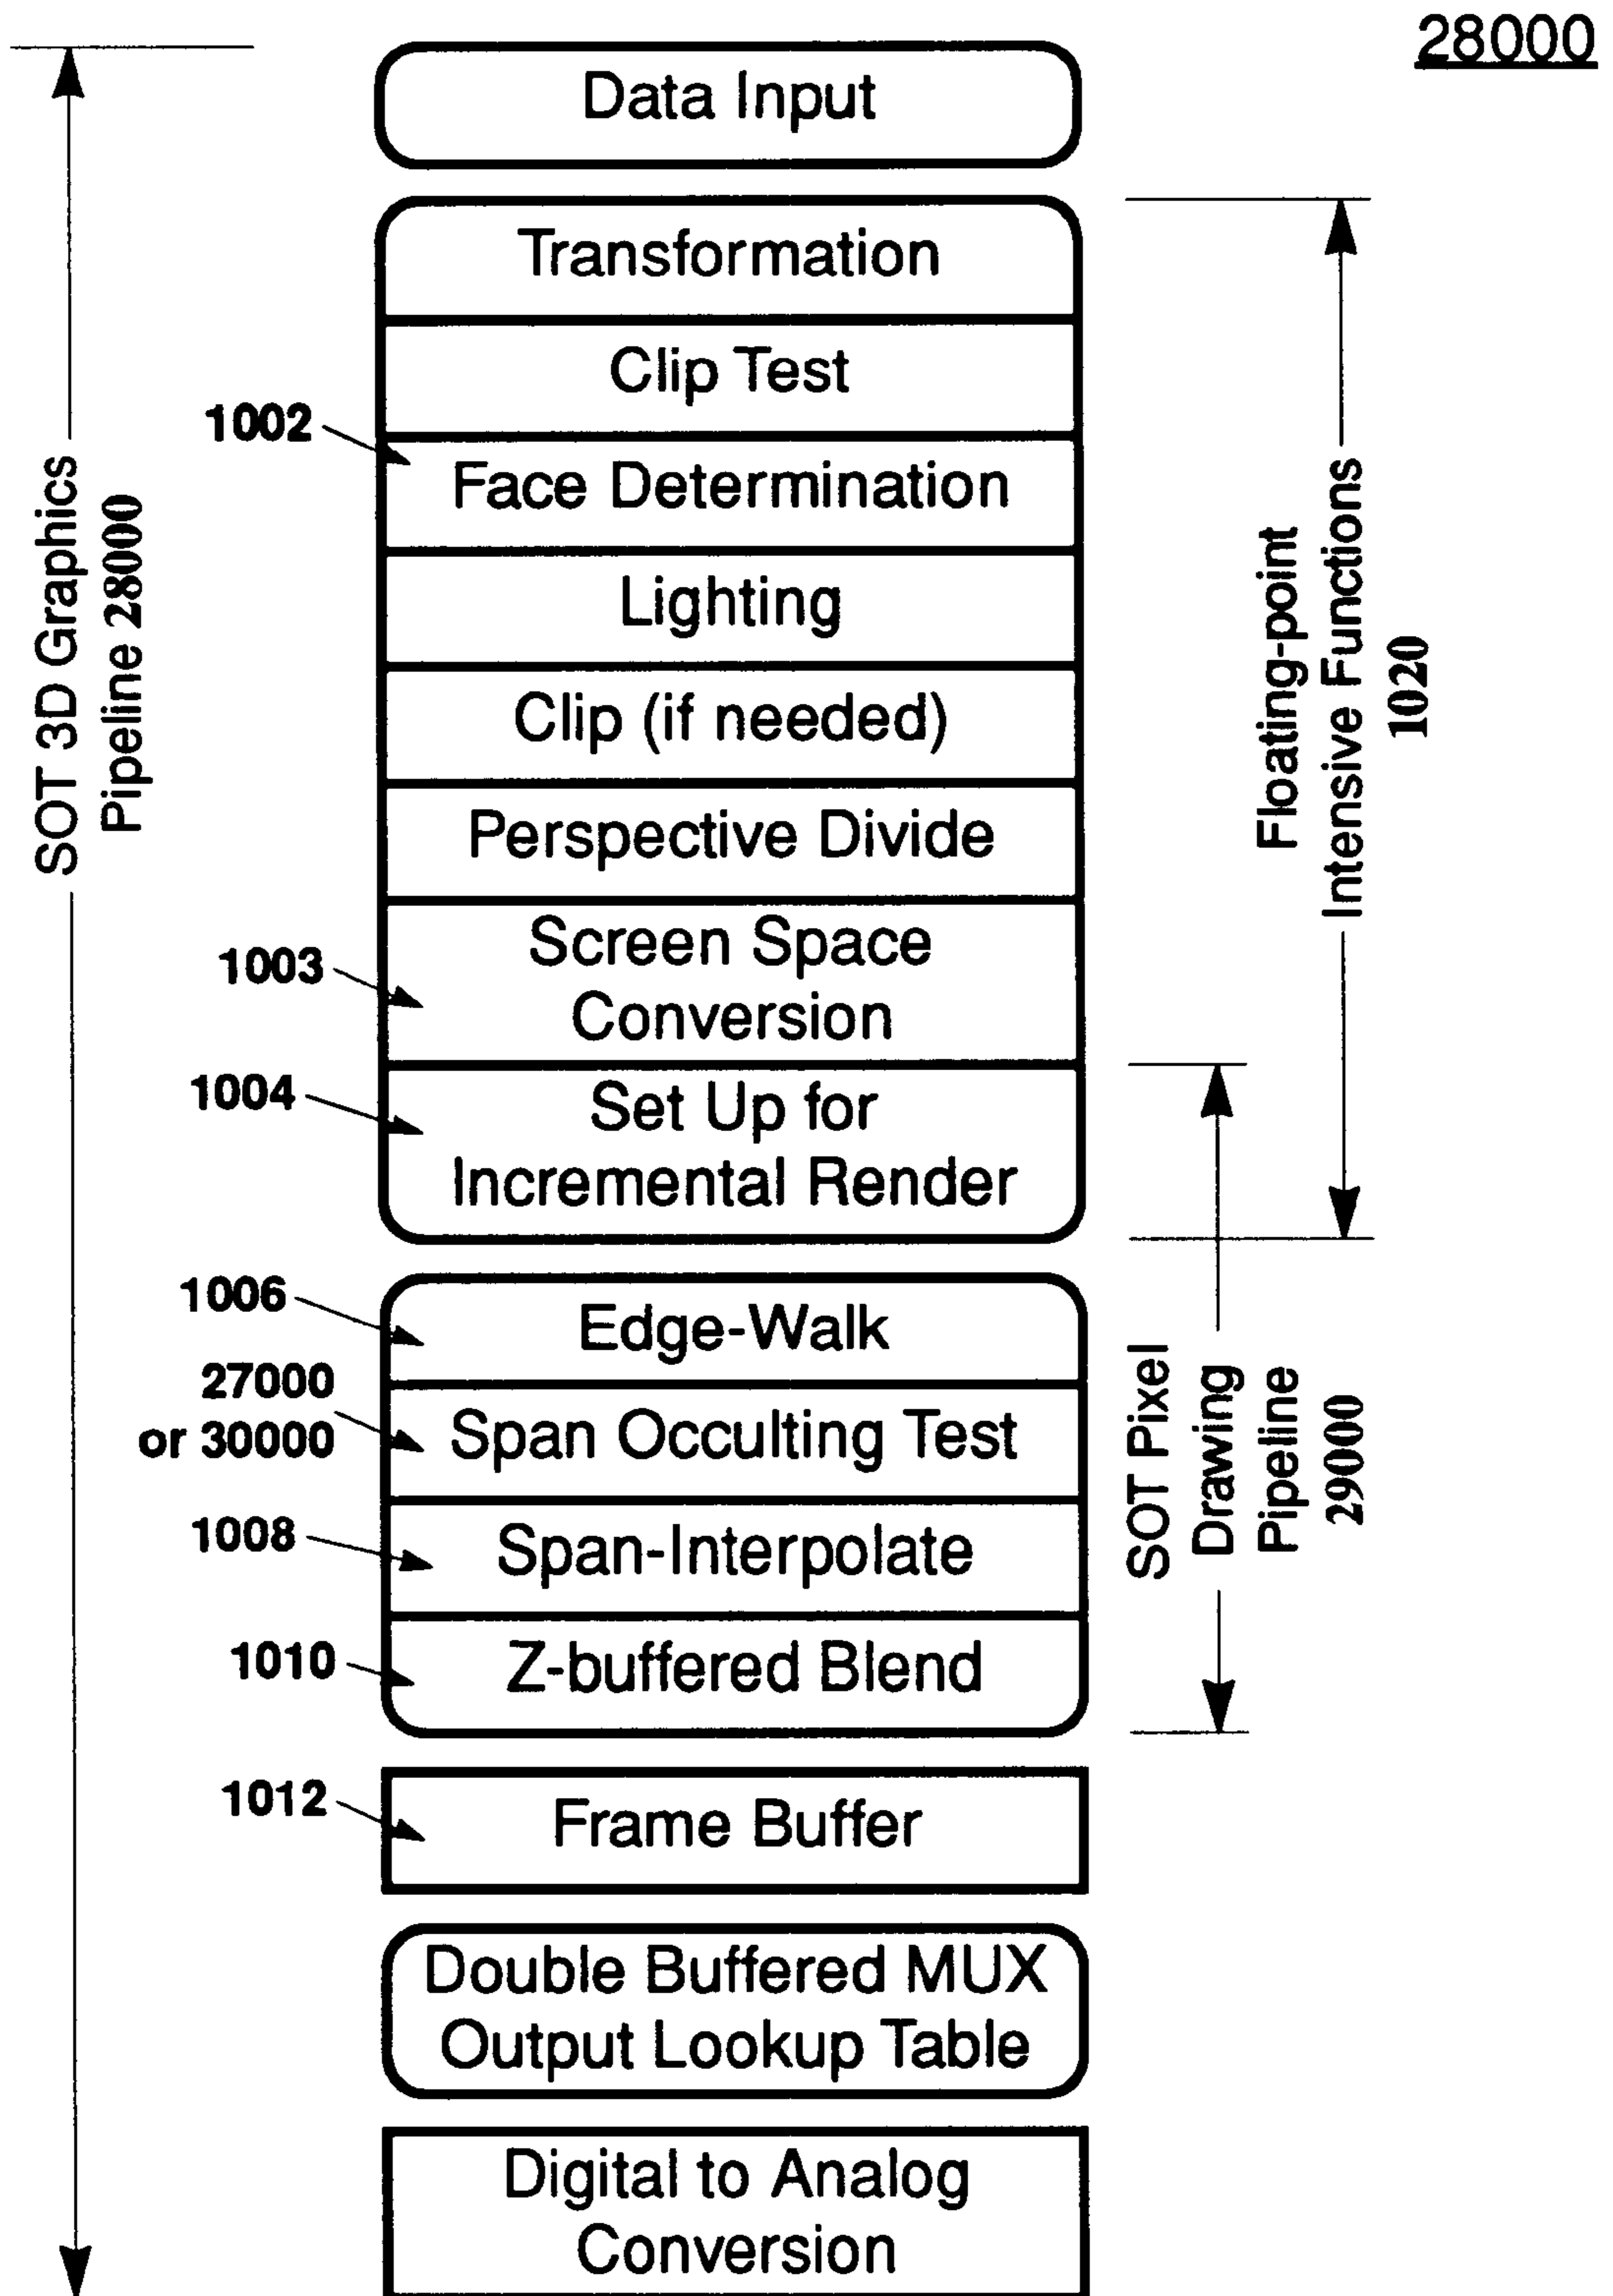 28000
Data Input
Transformation
Clip Test
1002
Face Determination
Lighting
Clip (if needed)
Perspective Divide
1003
Screen Space
Conversion
1004
Set Up for
Incremental Render
1006
Edge-Walk
27000
or 30000
Span Occulting Test
1008
Span-Interpolate
1010
Z-buffered Blend
1012
Frame Buffer
Double Buffered MUX
Output Lookup Table
Digital to Analog
Conversion
SOT 3D Graphics
Pipeline 28000
Floating-point
Intensive Functions
1020
SOT Pixel
Drawing
Pipeline
29000